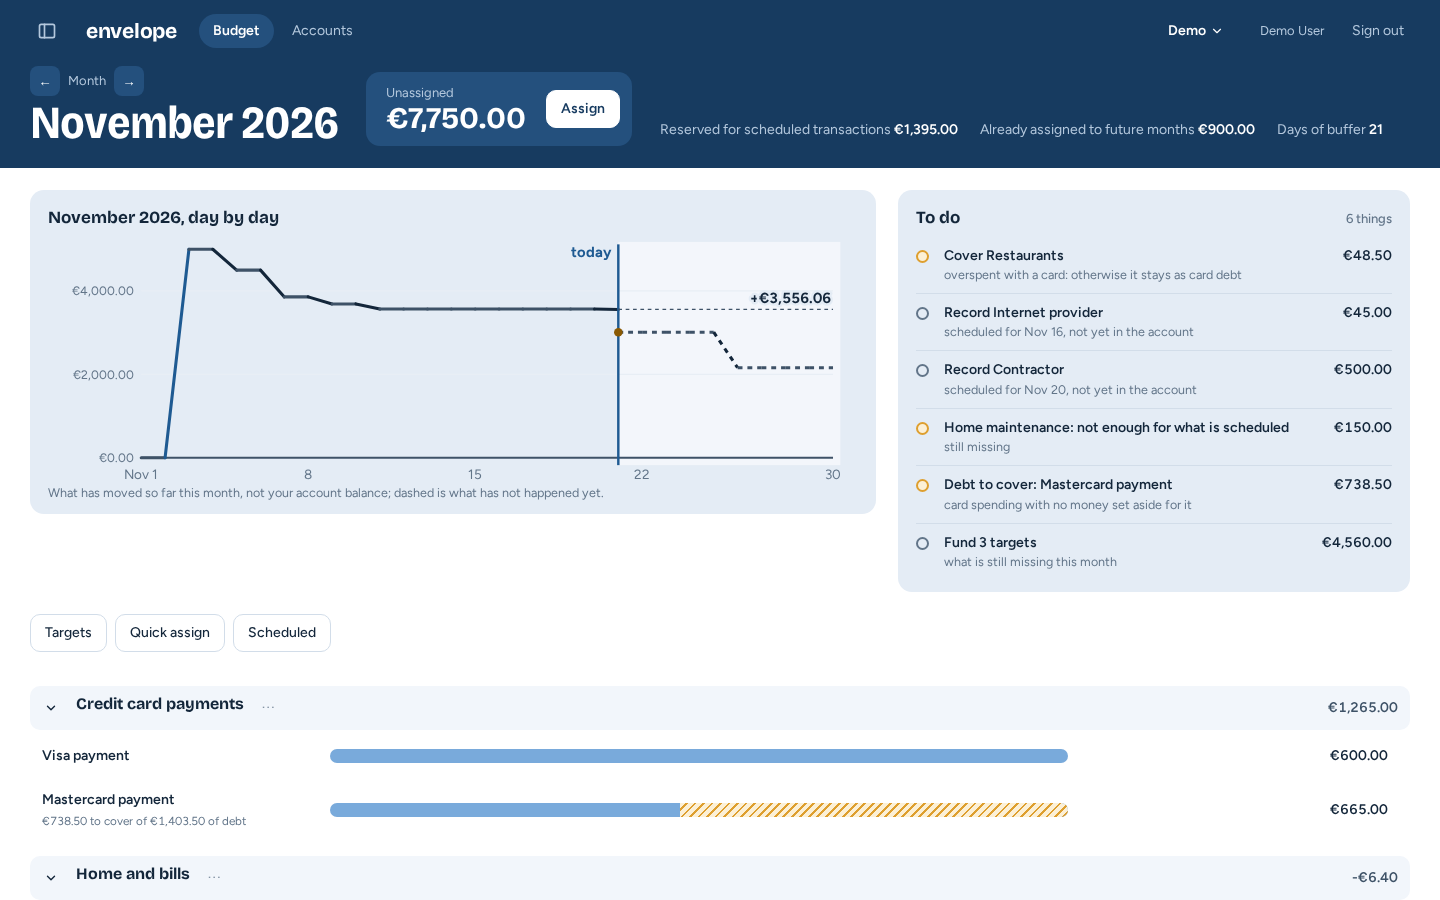 envelope
Budget
Accounts
Demo
Demo User
Sign out
← Month →
November 2026
Unassigned
€7,750.00
Assign
Reserved for scheduled transactions €1,395.00
Already assigned to future months €900.00
Days of buffer 21
November 2026, day by day
today
+€3,556.06
€4,000.00
€2,000.00
€0.00
Nov 1
8
15
22
30
What has moved so far this month, not your account balance; dashed is what has not happened yet.
To do
6 things
Cover Restaurants
€48.50
overspent with a card: otherwise it stays as card debt
Record Internet provider
€45.00
scheduled for Nov 16, not yet in the account
Record Contractor
€500.00
scheduled for Nov 20, not yet in the account
Home maintenance: not enough for what is scheduled
€150.00
still missing
Debt to cover: Mastercard payment
€738.50
card spending with no money set aside for it
Fund 3 targets
€4,560.00
what is still missing this month
Targets
Quick assign
Scheduled
Credit card payments
...
€1,265.00
Visa payment
€600.00
Mastercard payment
€738.50 to cover of €1,403.50 of debt
€665.00
Home and bills
...
-€6.40